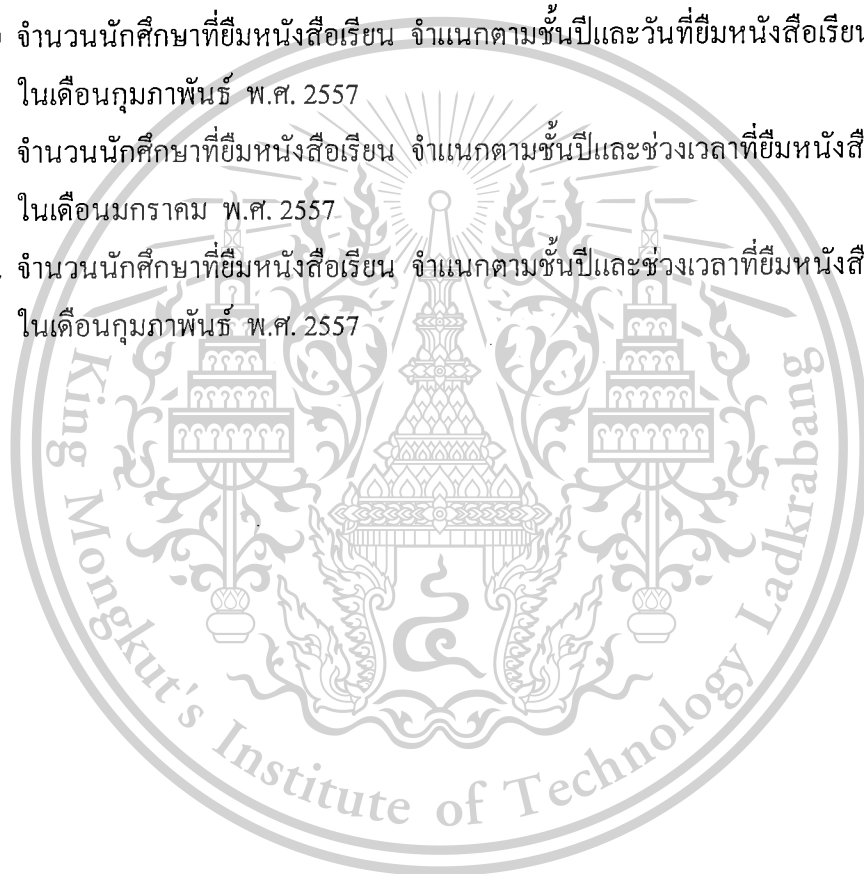 จำนวนนักศึกษาที่ยืมหนังสือเรียน จำแนกตามชั้นปีและวันที่ยืมหนังสือเรียน
ในเดือนกุมภาพันธ์ พ.ศ. 2557
จำนวนนักศึกษาที่ยืมหนังสือเรียน จำแนกตามชั้นปีและช่วงเวลาที่ยืมหนังสื
ในเดือนมกราคม พ.ศ. 2557
จำนวนนักศึกษาที่ยืมหนังสือเรียน จำแนกตามชั้นปีและช่วงเวลาที่ยืมหนังสื
ในเดือนกุมภาพันธ์ พ.ศ. 2557
King Mongkut's Institute of Technology Ladkrabang